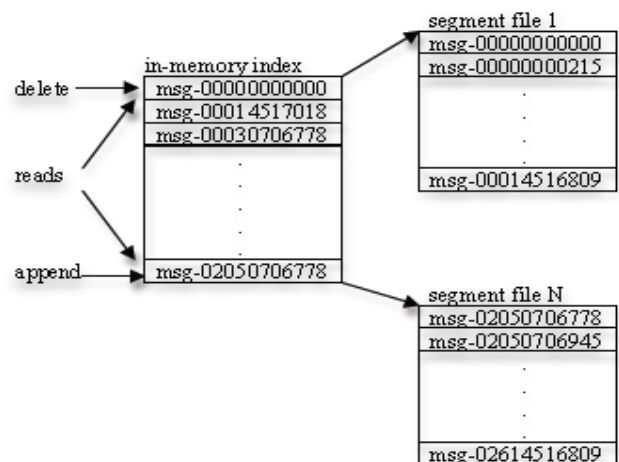 delete
reads
append
in-memory index
msg-00000000000
msg-00014517018
msg-00030706778
.
.
.
.
msg-02050706778
segment file 1
msg-00000000000
msg-00000000215
.
.
.
.
msg-00014516809
segment file N
msg-02050706778
msg-02050706945
.
.
.
.
msg-02614516809